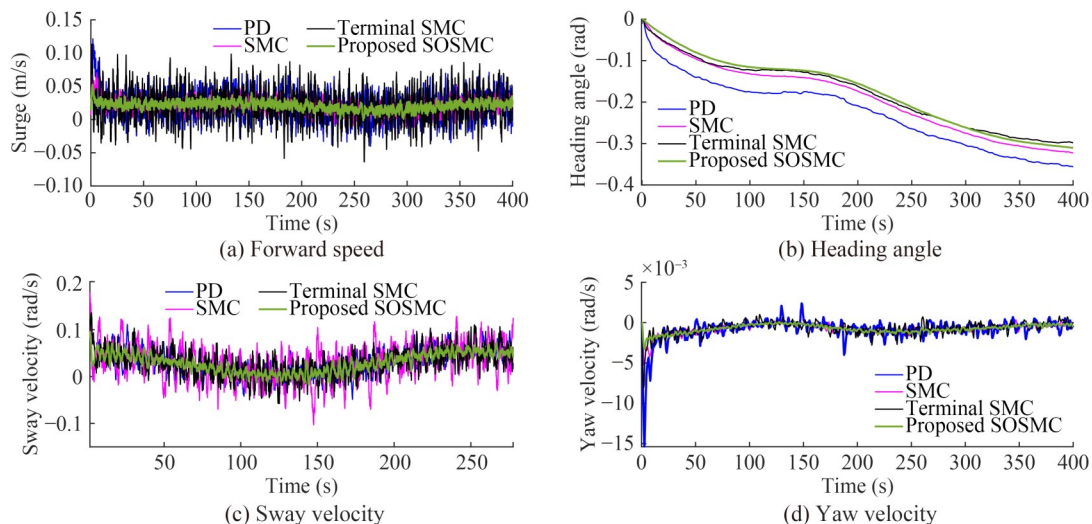 0.15
0.10
0.05
0
−0.05
−0.10
Surge (m/s)
PD
Terminal SMC
SMC
Proposed SOSMC
0 50 100 150 200 250 300 350 400
Time (s)
(a) Forward speed
0
−0.1
−0.2
−0.3
−0.4
Heading angle (rad)
PD
SMC
Terminal SMC
Proposed SOSMC
0 50 100 150 200 250 300 350 400
Time (s)
(b) Heading angle
0.2
0.1
0
−0.1
Sway velocity (rad/s)
PD
Terminal SMC
SMC
Proposed SOSMC
50 100 150 200 250
Time (s)
(c) Sway velocity
×10−3
5
0
−5
−10
−15
Yaw velocity (rad/s)
PD
SMC
Terminal SMC
Proposed SOSMC
0 50 100 150 200 250 300 350 400
Time (s)
(d) Yaw velocity